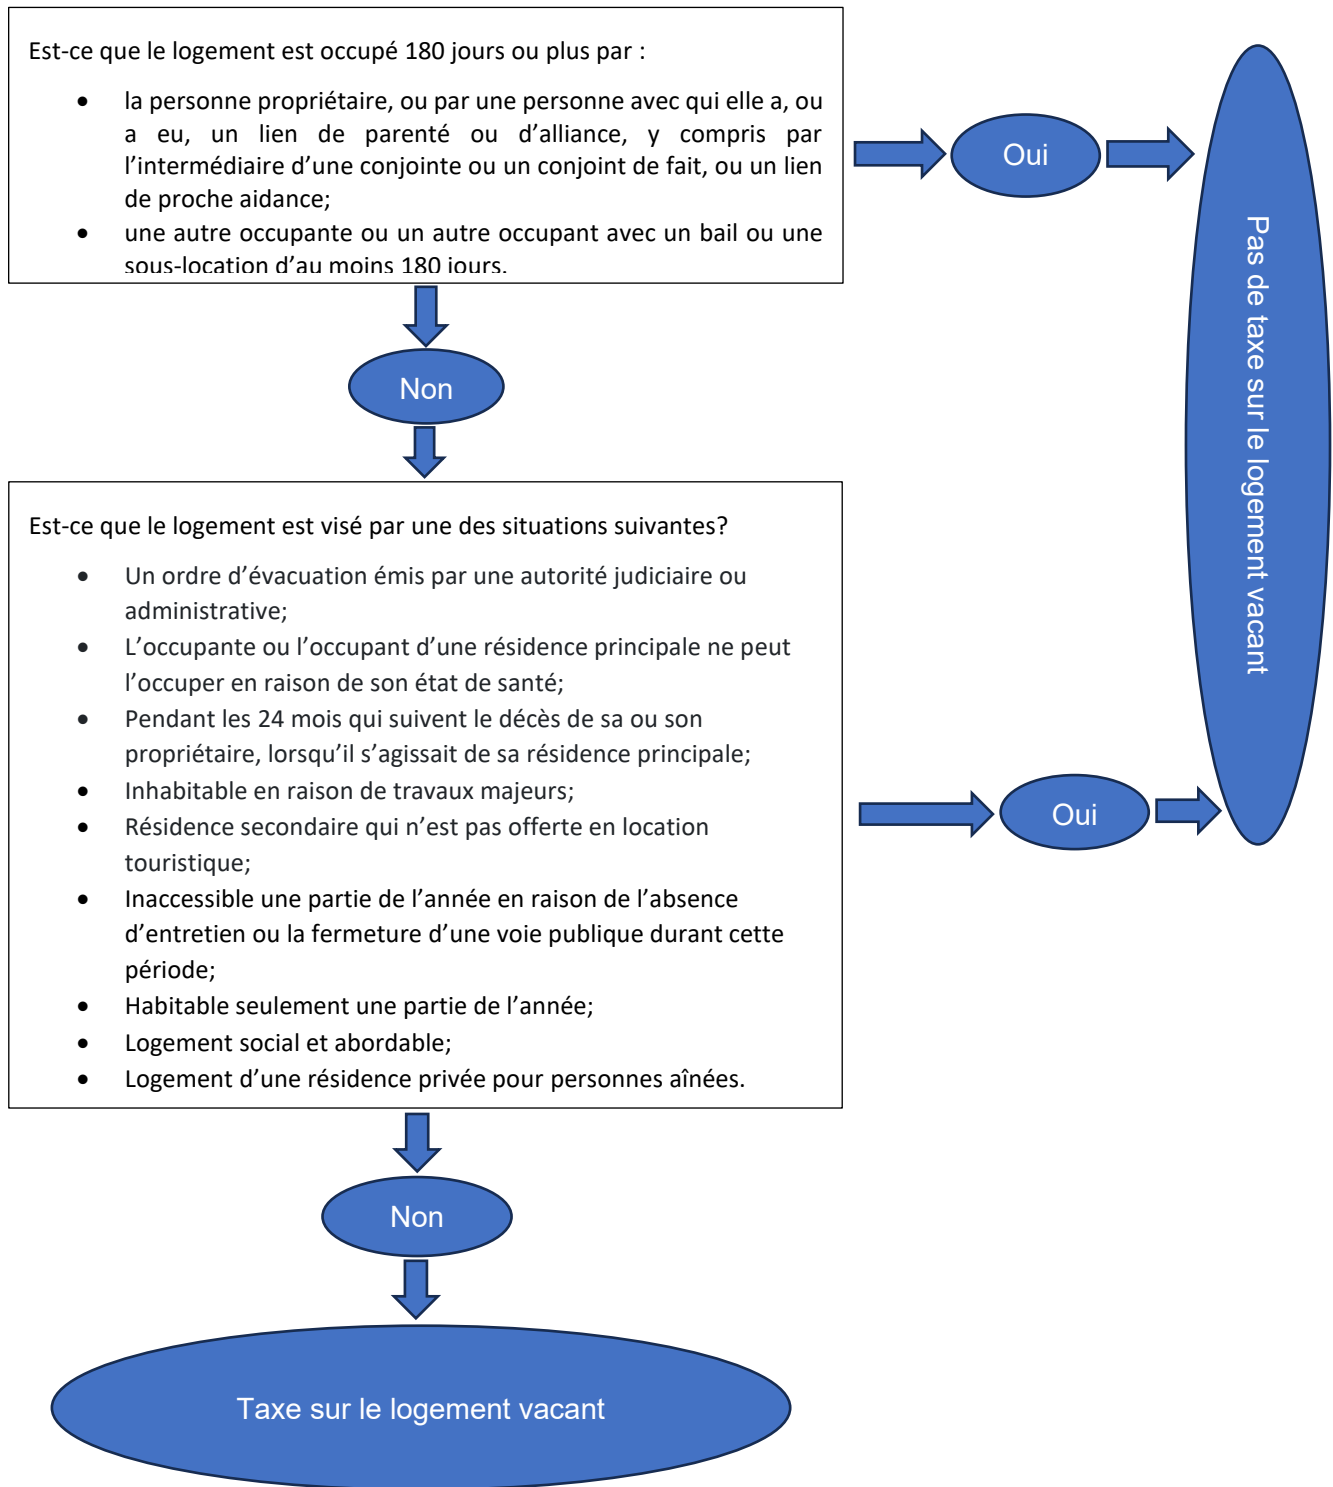 Est-ce que le logement est occupé 180 jours ou plus par :
• la personne propriétaire, ou par une personne avec qui elle a, ou
a eu, un lien de parenté ou d’alliance, y compris par
l’intermédiaire d’une conjointe ou un conjoint de fait, ou un lien
de proche aidance;
• une autre occupante ou un autre occupant avec un bail ou une
sous-location d’au moins 180 jours.
Oui
Pas de taxe sur le logement vacant
Non
Est-ce que le logement est visé par une des situations suivantes?
• Un ordre d’évacuation émis par une autorité judiciaire ou
administrative;
• L’occupante ou l’occupant d’une résidence principale ne peut
l’occuper en raison de son état de santé;
• Pendant les 24 mois qui suivent le décès de sa ou son
propriétaire, lorsqu’il s’agissait de sa résidence principale;
• Inhabitable en raison de travaux majeurs;
• Résidence secondaire qui n’est pas offerte en location
touristique;
• Inaccessible une partie de l’année en raison de l’absence
d’entretien ou la fermeture d’une voie publique durant cette
période;
• Habitable seulement une partie de l’année;
• Logement social et abordable;
• Logement d’une résidence privée pour personnes aînées.
Oui
Non
Taxe sur le logement vacant